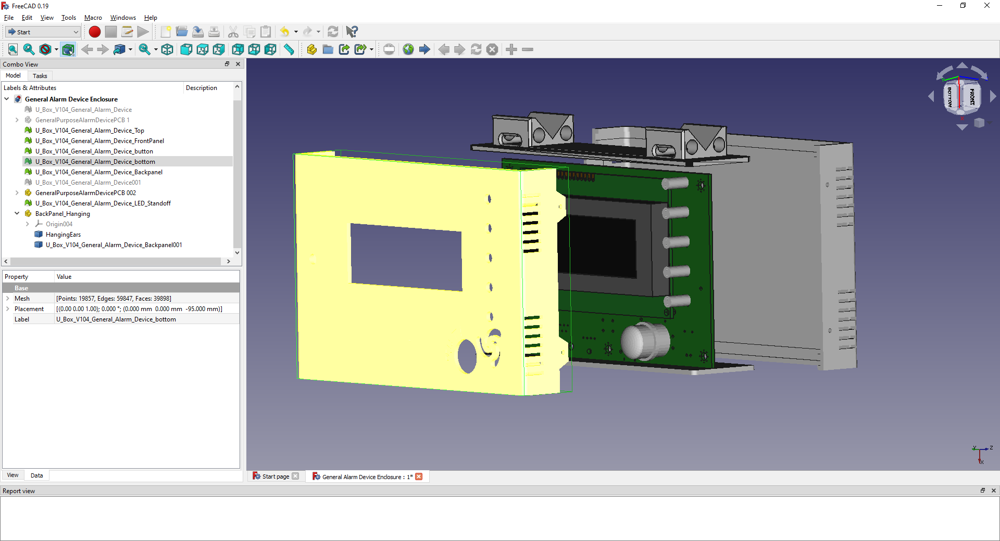 FreeCAD 0.19
File Edit View Tools Macro Windows Help
Start
Combo View
Model Tasks
Labels & Attributes Description
General Alarm Device Enclosure
U_Box_V104_General_Alarm_Device
GeneralPurposeAlarmDevicePCB 1
U_Box_V104_General_Alarm_Device_Top
U_Box_V104_General_Alarm_Device_FrontPanel
U_Box_V104_General_Alarm_Device_button
U_Box_V104_General_Alarm_Device_bottom
U_Box_V104_General_Alarm_Device_Backpanel
U_Box_V104_General_Alarm_Device001
GeneralPurposeAlarmDevicePCB 002
U_Box_V104_General_Alarm_Device_LED_Standoff
BackPanel_Hanging
Origin004
HangingEars
U_Box_V104_General_Alarm_Device_Backpanel001
Property Value
Base
Mesh [Points: 19857, Edges: 59847, Faces: 39898]
Placement [(0.00 0.00 1.00); 0.000 °; (0.000 mm 0.000 mm -95.000 mm)]
Label U_Box_V104_General_Alarm_Device_bottom
View Data
BOTTOM
FRONT
Y
Y Z
X
Start page
General Alarm Device Enclosure : 1*
Report view